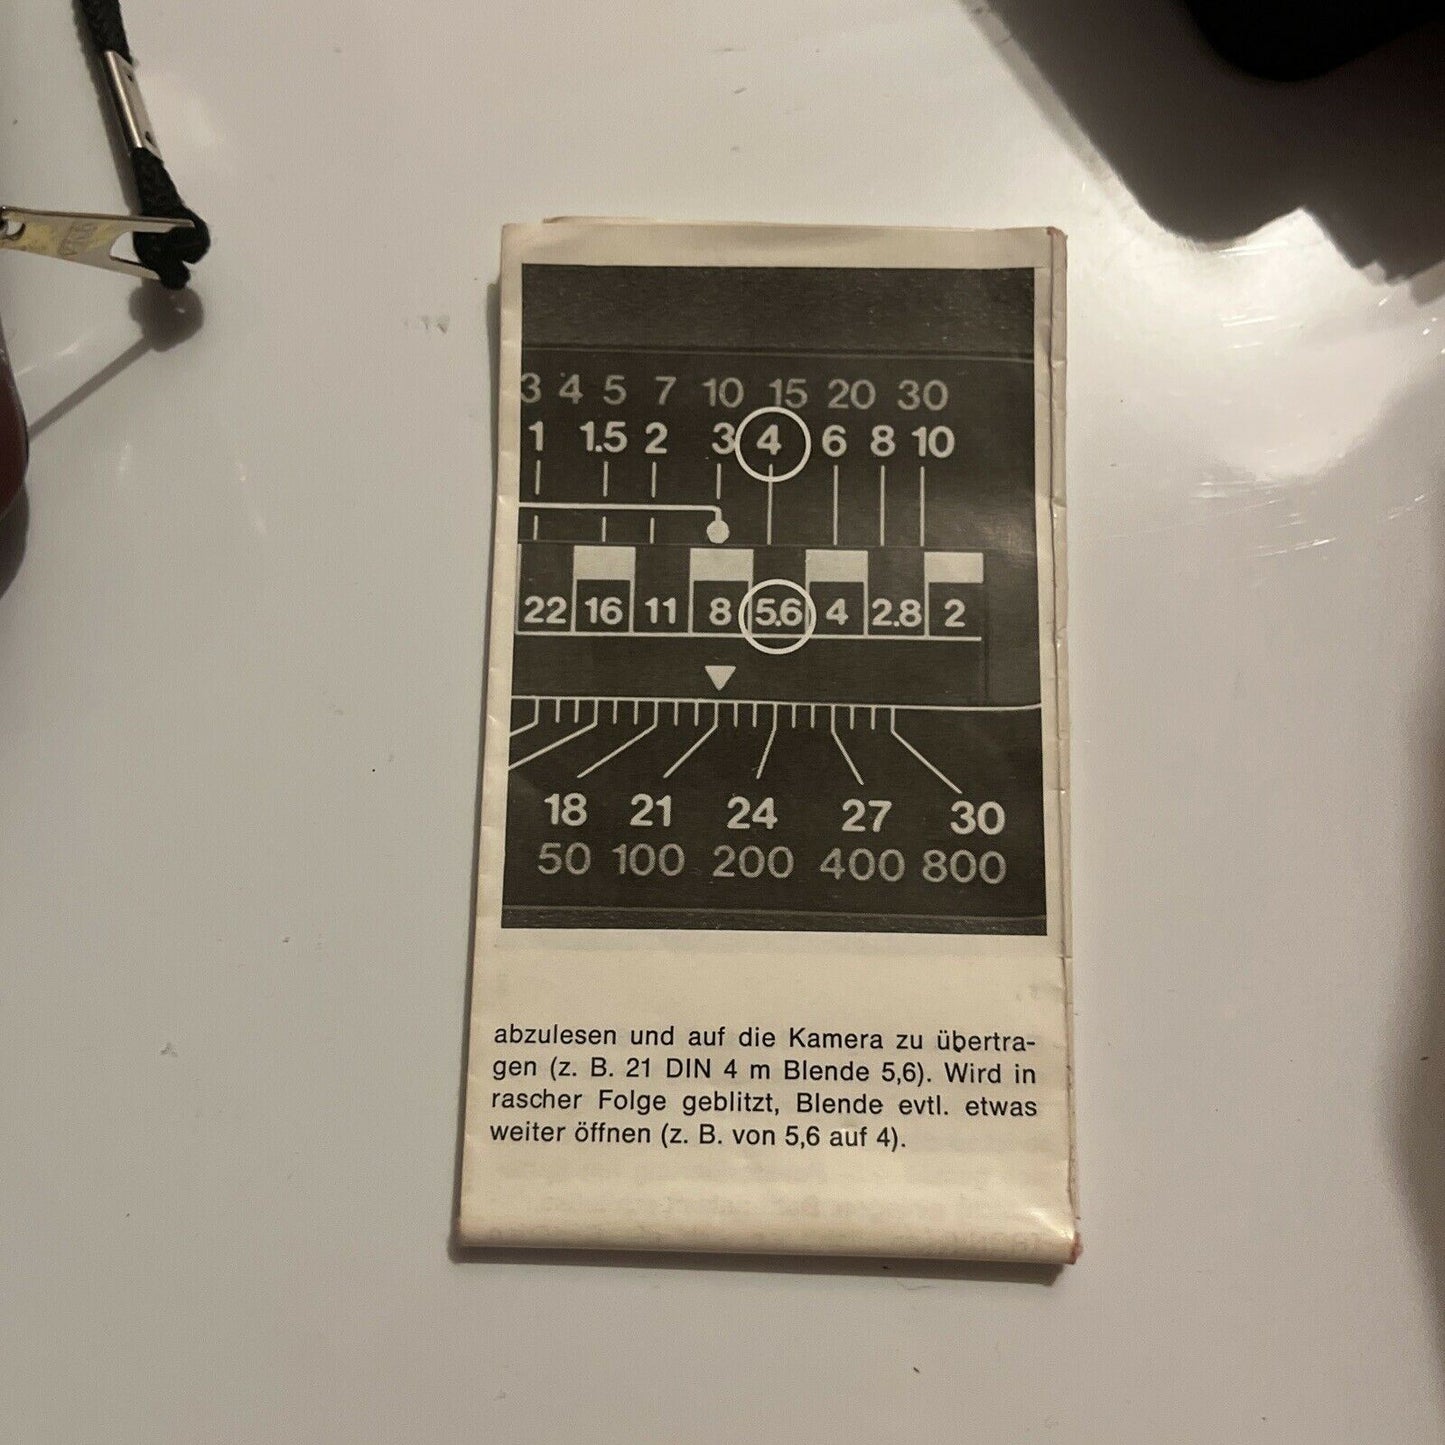 3 4 5 7 10 15 20 30
1 1.5 2 3 4 6 8 10
22 16 11 8 5.6 4 2.8 2
18 21 24 27 30
50 100 200 400 800
abzulesen und auf die Kamera zu übertra-
gen (z. B. 21 DIN 4 m Blende 5,6). Wird in
rascher Folge geblitzt, Blende evtl. etwas
weiter öffnen (z. B. von 5,6 auf 4).